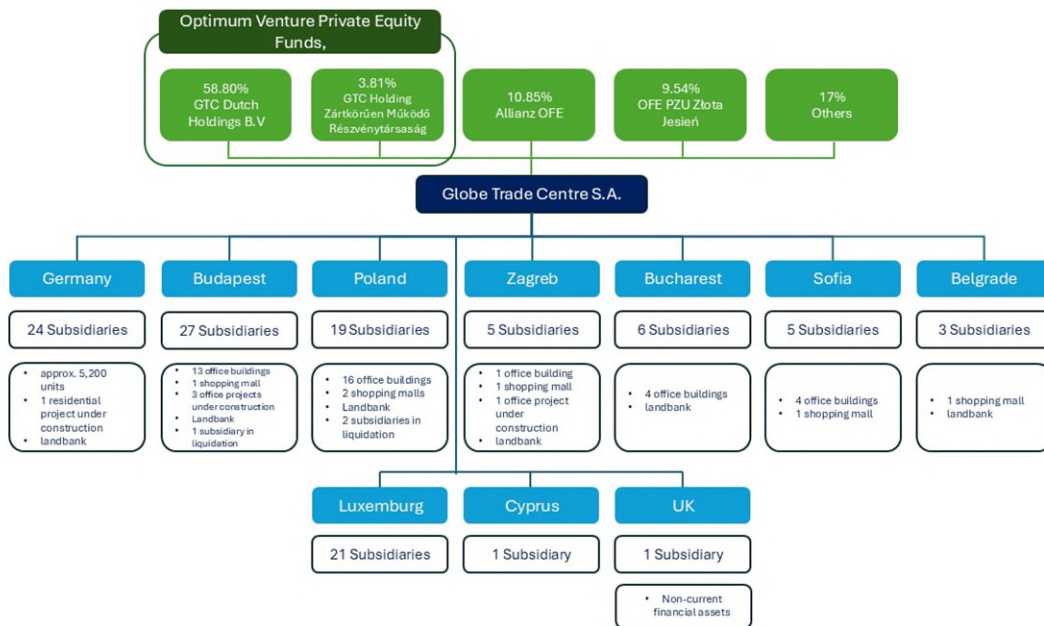 Optimum Venture Private Equity
Funds,
58.80%
GTC Dutch
Holdings B.V
3.81%
GTC Holding
Zártkörűen Működő
Részvénytársaság
10.85%
Allianz OFE
9.54%
OFE PZU Złota
Jesień
17%
Others
Globe Trade Centre S.A.
Germany
Budapest
Poland
Zagreb
Bucharest
Sofia
Belgrade
24 Subsidiaries
27 Subsidiaries
19 Subsidiaries
5 Subsidiaries
6 Subsidiaries
5 Subsidiaries
3 Subsidiaries
• approx. 5,200
units
• 1 residential
project under
construction
• landbank
• 13 office buildings
• 1 shopping mall
• 3 office projects
under construction
• Landbank
• 1 subsidiary in
liquidation
• 16 office buildings
• 2 shopping malls
• Landbank
• 2 subsidiaries in
liquidation
• 1 office building
• 1 shopping mall
• 1 office project
under
construction
• landbank
• 4 office buildings
• landbank
• 4 office buildings
• 1 shopping mall
• 1 shopping mall
• landbank
Luxemburg
Cyprus
UK
21 Subsidiaries
1 Subsidiary
1 Subsidiary
• Non-current
financial assets